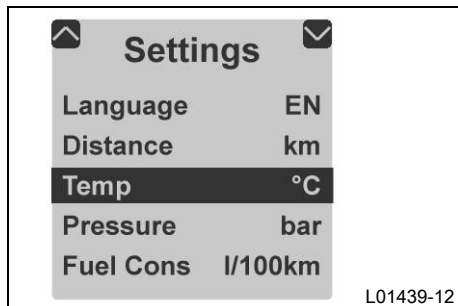 Settings
Language EN
Distance km
Temp °C
Pressure bar
Fuel Cons l/100km
L01439-12